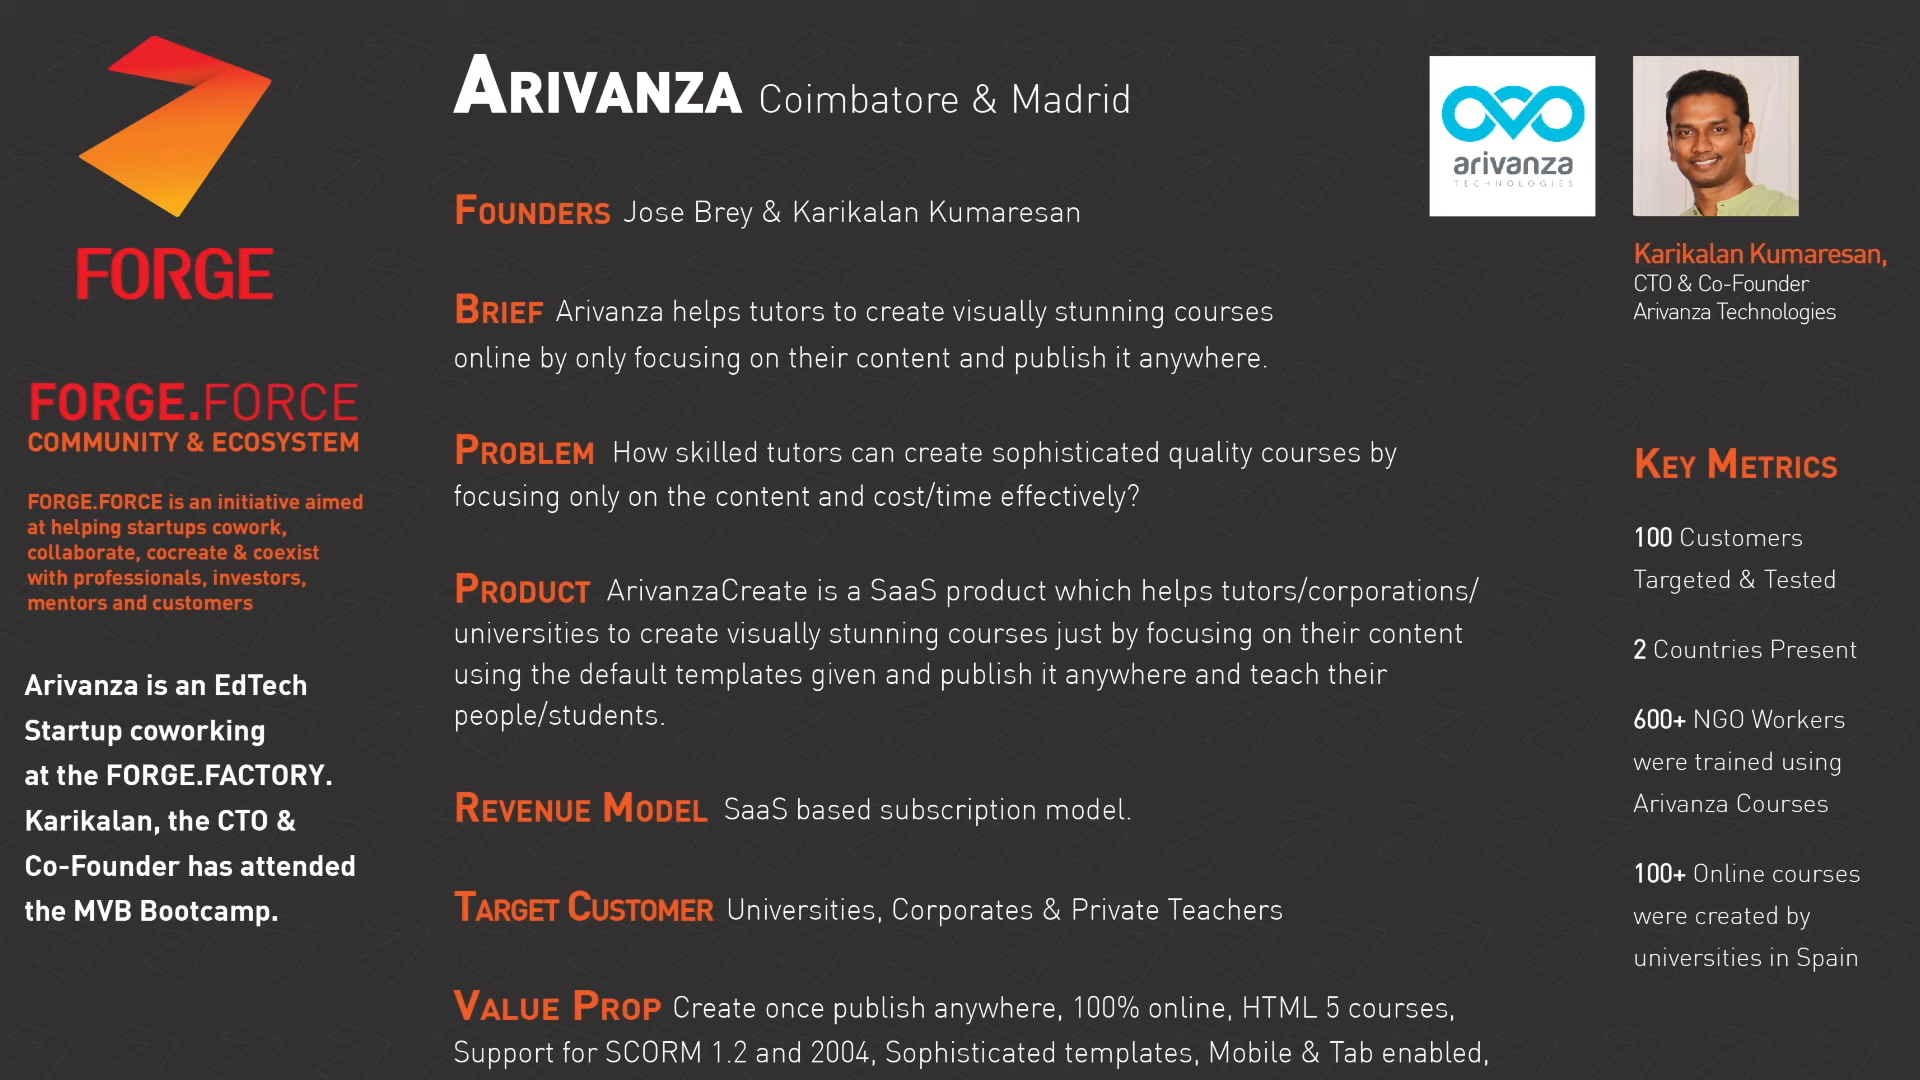 FORGE
FORGE.FORCE
COMMUNITY & ECOSYSTEM
FORGE.FORCE is an initiative aimed
at helping startups cowork,
collaborate, cocreate & coexist
with professionals, investors,
mentors and customers
Arivanza is an EdTech
Startup coworking
at the FORGE.FACTORY.
Karikalan, the CTO &
Co-Founder has attended
the MVB Bootcamp.
ARIVANZA Coimbatore & Madrid
FOUNDERS Jose Brey & Karikalan Kumaresan
BRIEF Arivanza helps tutors to create visually stunning courses
online by only focusing on their content and publish it anywhere.
PROBLEM How skilled tutors can create sophisticated quality courses by
focusing only on the content and cost/time effectively?
PRODUCT ArivanzaCreate is a SaaS product which helps tutors/corporations/
universities to create visually stunning courses just by focusing on their content
using the default templates given and publish it anywhere and teach their
people/students.
REVENUE MODEL SaaS based subscription model.
TARGET CUSTOMER Universities, Corporates & Private Teachers
VALUE PROP Create once publish anywhere, 100% online, HTML 5 courses,
Support for SCORM 1.2 and 2004, Sophisticated templates, Mobile & Tab enabled,
arivanza
TECHNOLOGIES
Karikalan Kumaresan,
CTO & Co-Founder
Arivanza Technologies
KEY METRICS
100 Customers
Targeted & Tested
2 Countries Present
600+ NGO Workers
were trained using
Arivanza Courses
100+ Online courses
were created by
universities in Spain